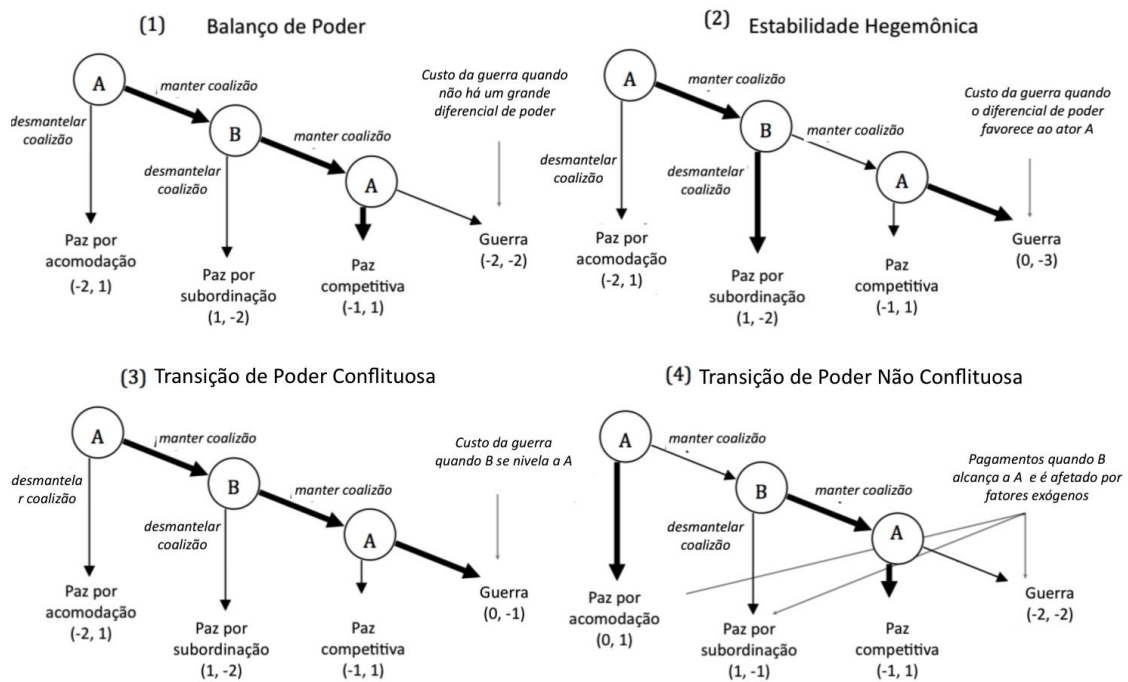 (1) Balanço de Poder
A
manter coalizão
desmantelar
coalizão
B
manter coalizão
desmantelar
coalizão
A
Custo da guerra quando
não há um grande
diferencial de poder
Paz por
acomodação
(-2, 1)
Paz por
subordinação
(1, -2)
Paz
competitiva
(-1, 1)
Guerra
(-2, -2)
(2) Estabilidade Hegemônica
A
manter coalizão
desmantelar
coalizão
B
manter coalizão
desmantelar
coalizão
A
Custo da guerra quando
o diferencial de poder
favorece ao ator A
Paz por
acomodação
(-2, 1)
Paz por
subordinação
(1, -2)
Paz
competitiva
(-1, 1)
Guerra
(0, -3)
(3) Transição de Poder Conflituosa
A
manter coalizão
desmantela
r coalizão
B
manter coalizão
desmantelar
coalizão
A
Custo da guerra
quando B se nivela a A
Paz por
acomodação
(-2, 1)
Paz por
subordinação
(1, -2)
Paz
competitiva
(-1, 1)
Guerra
(0, -1)
(4) Transição de Poder Não Conflituosa
A
manter coalizão
B
manter coalizão
desmantelar
coalizão
A
Pagamentos quando B
alcança a A e é afetado por
fatores exógenos
Paz por
acomodação
(0, 1)
Paz por
subordinação
(1, -1)
Paz
competitiva
(-1, 1)
Guerra
(-2, -2)